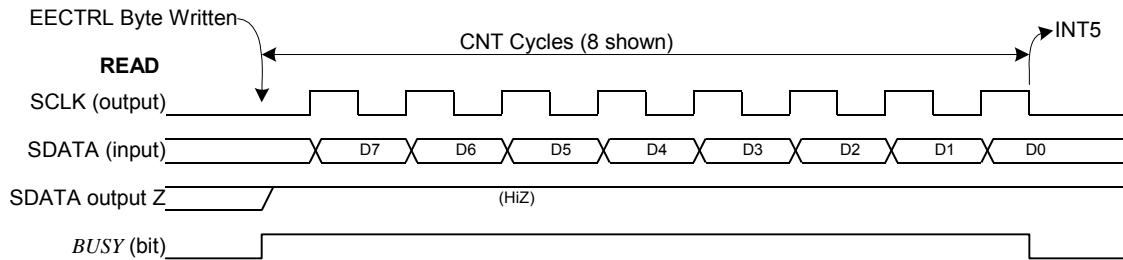 EECTRL Byte Written
INT5
CNT Cycles (8 shown)
READ
SCLK (output)
SDATA (input) D7 D6 D5 D4 D3 D2 D1 D0
SDATA output Z (HiZ)
BUSY (bit)